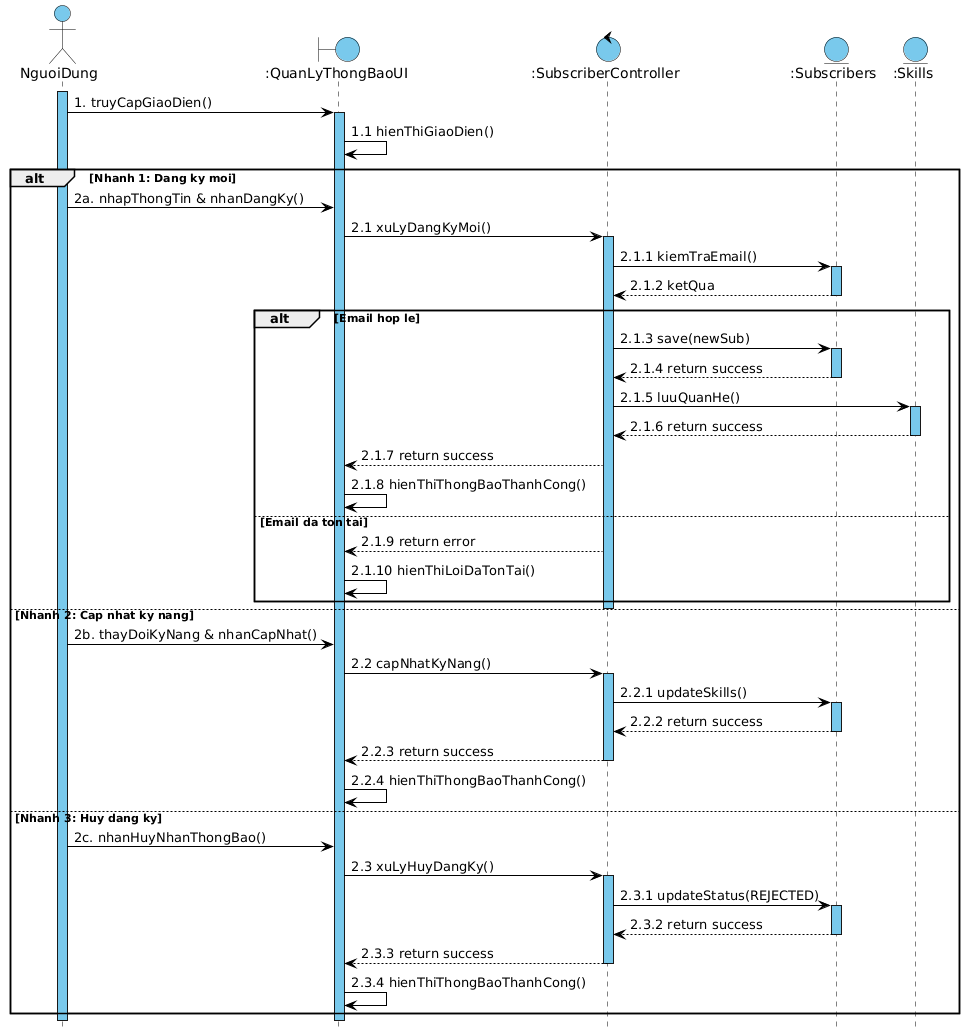 NguoiDung
:QuanLyThongBaoUI
:SubscriberController
:Subscribers
:Skills
1. truyCapGiaoDien()
1.1 hienThiGiaoDien()
alt
[Nhanh 1: Dang ky moi]
2a. nhapThongTin & nhanDangKy()
2.1 xuLyDangKyMoi()
2.1.1 kiemTraEmail()
2.1.2 ketQua
alt
[Email hop le]
2.1.3 save(newSub)
2.1.4 return success
2.1.5 luuQuanHe()
2.1.6 return success
2.1.7 return success
2.1.8 hienThiThongBaoThanhCong()
[Email da ton tai]
2.1.9 return error
2.1.10 hienThiLoiDaTonTai()
[Nhanh 2: Cap nhat ky nang]
2b. thayDoiKyNang & nhanCapNhat()
2.2 capNhatKyNang()
2.2.1 updateSkills()
2.2.2 return success
2.2.3 return success
2.2.4 hienThiThongBaoThanhCong()
[Nhanh 3: Huy dang ky]
2c. nhanHuyNhanThongBao()
2.3 xuLyHuyDangKy()
2.3.1 updateStatus(REJECTED)
2.3.2 return success
2.3.3 return success
2.3.4 hienThiThongBaoThanhCong()